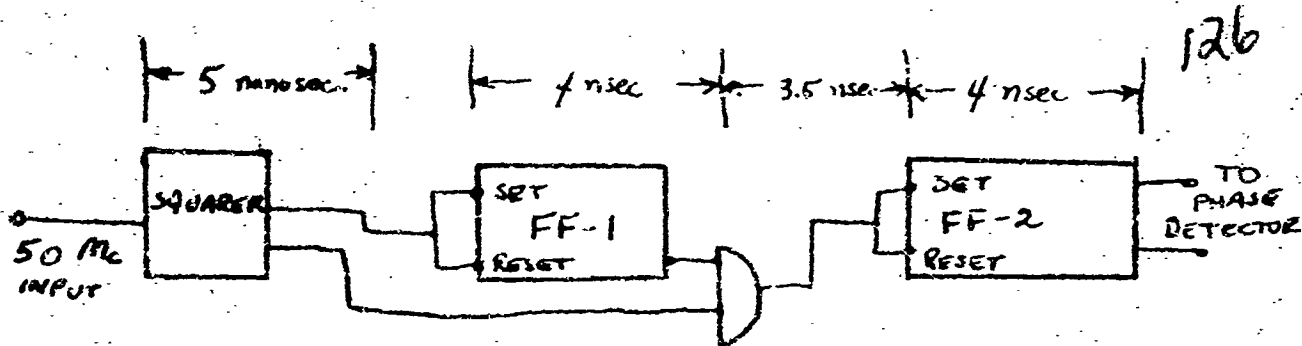 126
5 nanosec.
4 nsec
3.5 nsec
4 nsec
SQUARER
SET
FF-1
RESET
SET
FF-2
RESET
TO
PHASE
DETECTOR
50 Mc
INPUT